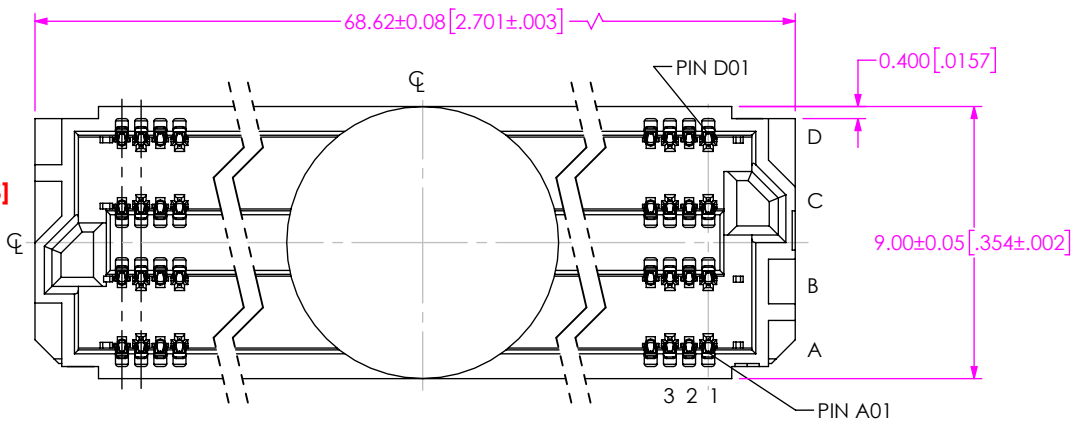 68.62±0.08[2.701±.003]
℄
PIN D01
0.400[.0157]
D
]
C
℄
9.00±0.05[.354±.002]
B
A
3 2 1
PIN A01